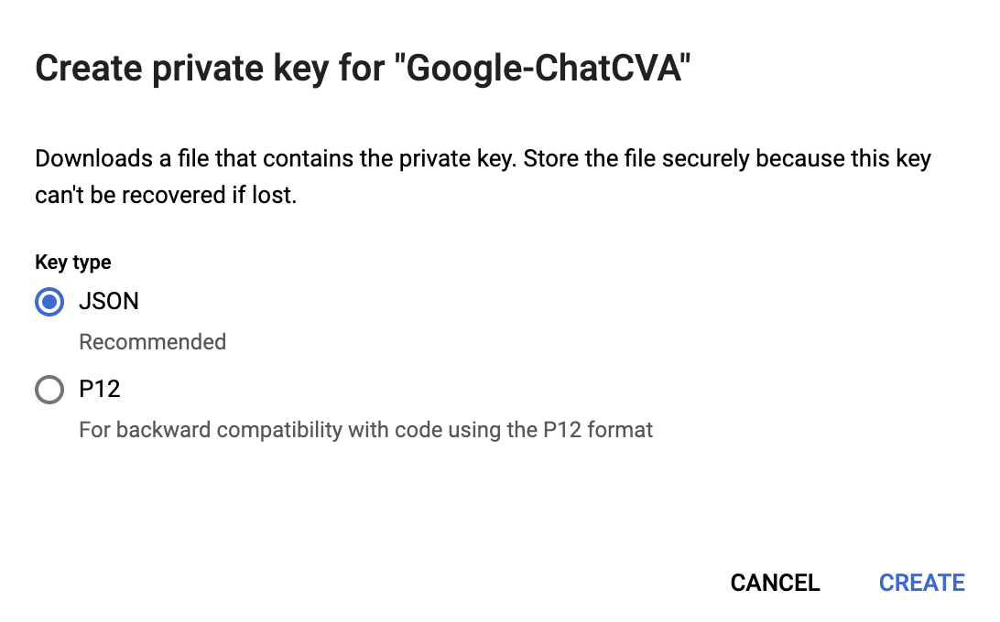 Create private key for "Google-ChatCVA"
Downloads a file that contains the private key. Store the file securely because this key
can't be recovered if lost.
Key type
JSON
Recommended
P12
For backward compatibility with code using the P12 format
CANCEL CREATE